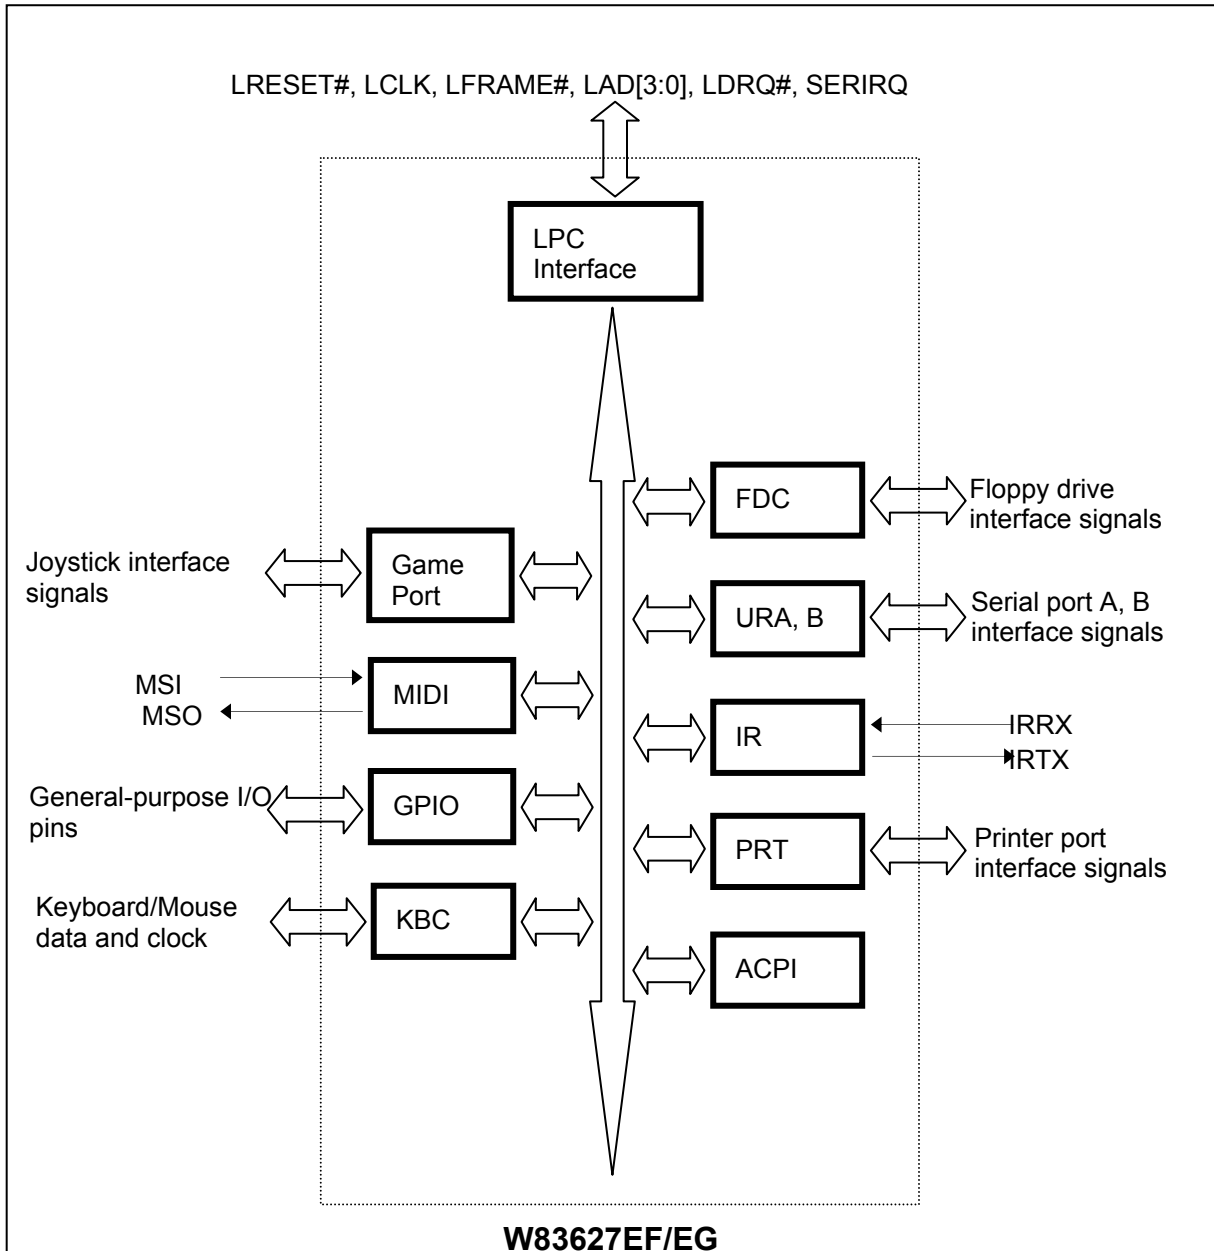 LRESET#, LCLK, LFRAME#, LAD[3:0], LDRQ#, SERIRQ
LPC
Interface
Joystick interface
signals
Game
Port
MSI
MSO
MIDI
General-purpose I/O
pins
GPIO
Keyboard/Mouse
data and clock
KBC
FDC
Floppy drive
interface signals
URA, B
Serial port A, B
interface signals
IR
IRRX
IRTX
PRT
Printer port
interface signals
ACPI
W83627EF/EG